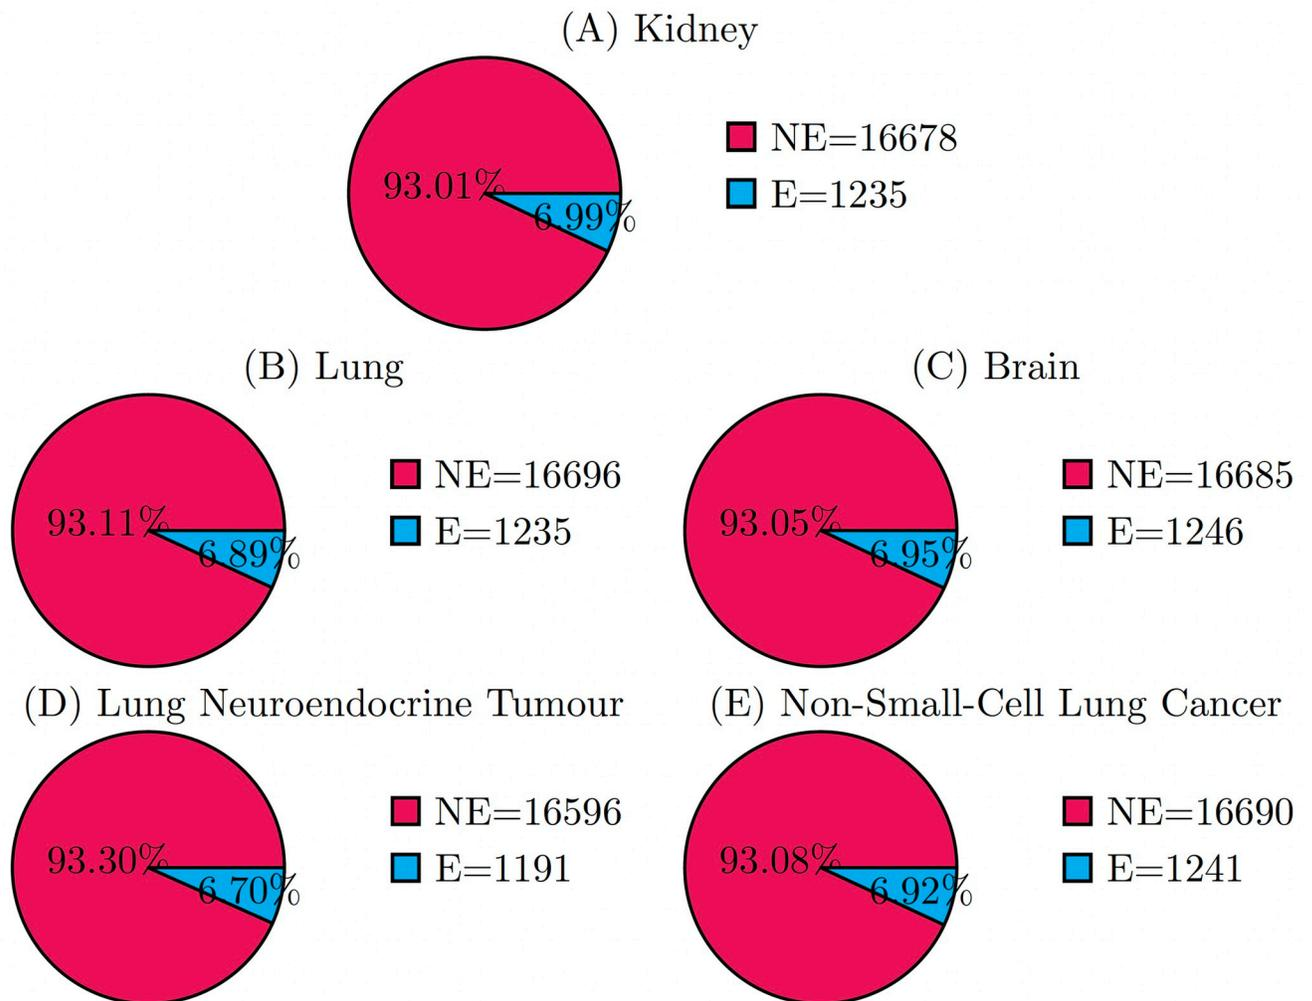 (A) Kidney
93.01%
6.99%
NE=16678
E=1235
(B) Lung
93.11%
6.89%
NE=16696
E=1235
(C) Brain
93.05%
6.95%
NE=16685
E=1246
(D) Lung Neuroendocrine Tumour
93.30%
6.70%
NE=16596
E=1191
(E) Non-Small-Cell Lung Cancer
93.08%
6.92%
NE=16690
E=1241